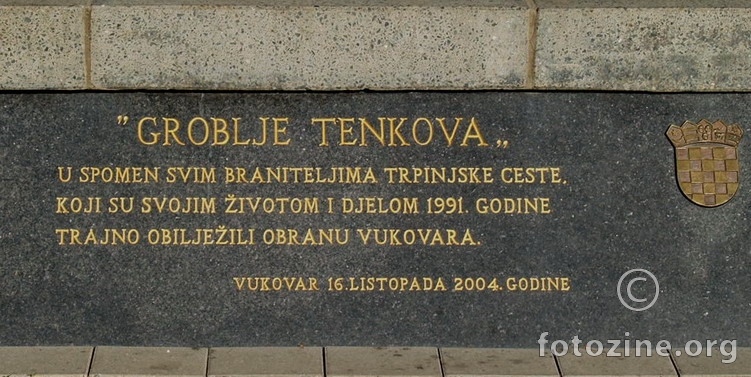 "GROBLJE TENKOVA„
U SPOMEN SVIM BRANITELJIMA TRPINJSKE CESTE,
KOJI SU SVOJIM ŽIVOTOM I DJELOM 1991. GODINE
TRAJNO OBILJEŽILI OBRANU VUKOVARA.
VUKOVAR 16.LISTOPADA 2004.GODINE
©
fotozine.org